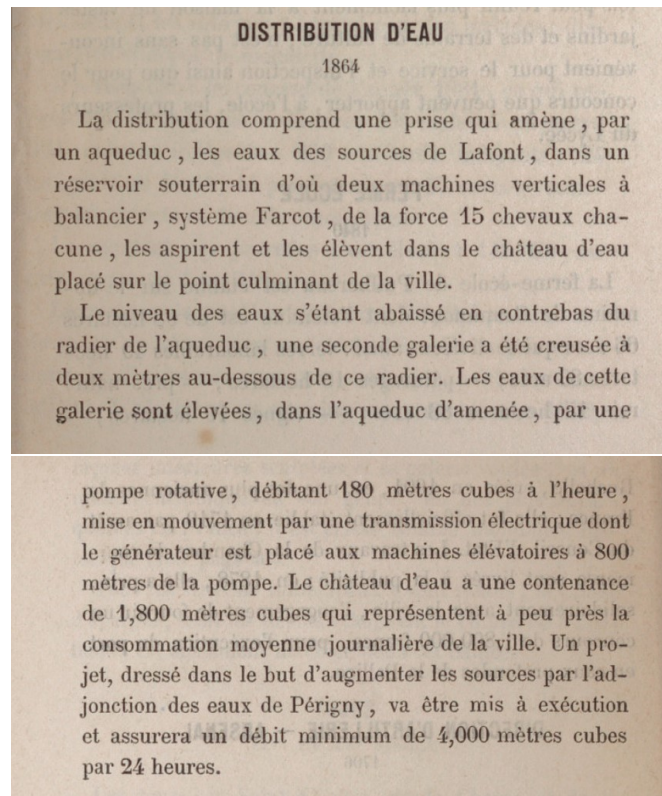 DISTRIBUTION D'EAU
1864
La distribution comprend une prise qui amène, par
un aqueduc, les eaux des sources de Lafont, dans un
réservoir souterrain d'où deux machines verticales à
balancier, système Farcot, de la force 15 chevaux cha-
cune, les aspirent et les élèvent dans le château d'eau
placé sur le point culminant de la ville.
Le niveau des eaux s'étant abaissé en contrebas du
radier de l'aqueduc, une seconde galerie a été creusée à
deux mètres au-dessous de ce radier. Les eaux de cette
galerie sont élevées, dans l'aqueduc d'amenée, par une
pompe rotative, débitant 180 mètres cubes à l'heure,
mise en mouvement par une transmission électrique dont
le générateur est placé aux machines élévatoires à 800
mètres de la pompe. Le château d'eau a une contenance
de 1,800 mètres cubes qui représentent à peu près la
consommation moyenne journalière de la ville. Un pro-
jet, dressé dans le but d'augmenter les sources par l'ad-
jonction des eaux de Périgny, va être mis à exécution
et assurera un débit minimum de 4,000 mètres cubes
par 24 heures.